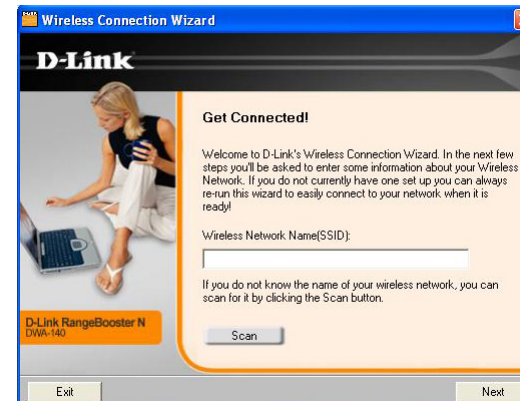 Wireless Connection Wizard
D-Link
Get Connected!
Welcome to D-Link's Wireless Connection Wizard. In the next few
steps you'll be asked to enter some information about your Wireless
Network. If you do not currently have one set up you can always
re-run this wizard to easily connect to your network when it is
ready!
Wireless Network Name(SSID):
If you do not know the name of your wireless network, you can
scan for it by clicking the Scan button.
Scan
D-Link RangeBooster N
DWA-140
Exit
Next